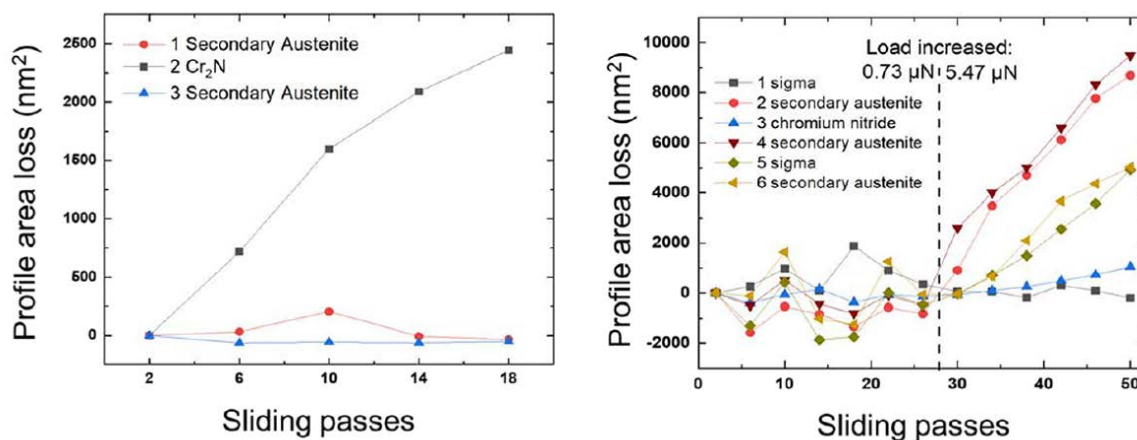 Profile area loss (nm²)
2500
2000
1500
1000
500
0
1 Secondary Austenite
2 Cr₂N
3 Secondary Austenite
2 6 10 14 18
Sliding passes
Profile area loss (nm²)
10000
8000
6000
4000
2000
0
-2000
Load increased:
0.73 μN 5.47 μN
1 sigma
2 secondary austenite
3 chromium nitride
4 secondary austenite
5 sigma
6 secondary austenite
0 10 20 30 40 50
Sliding passes